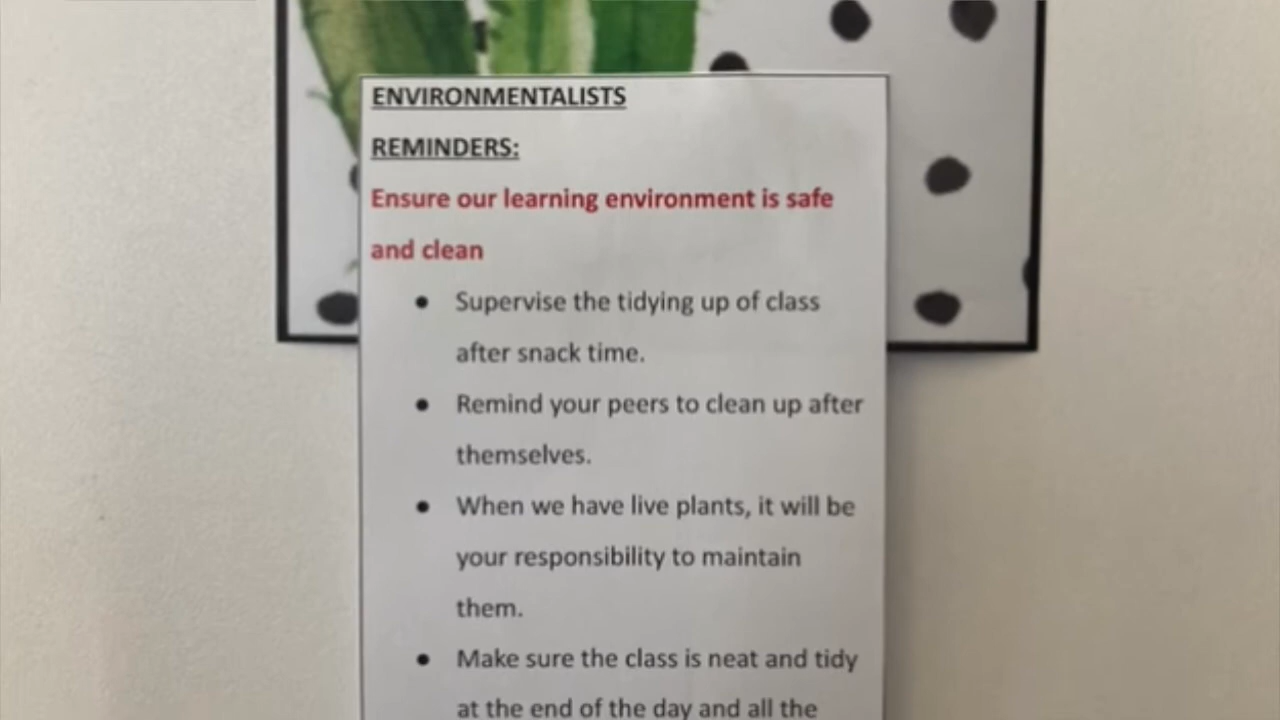 ENVIRONMENTALISTS
REMINDERS:
Ensure our learning environment is safe
and clean
● Supervise the tidying up of class
after snack time.
● Remind your peers to clean up after
themselves.
● When we have live plants, it will be
your responsibility to maintain
them.
● Make sure the class is neat and tidy
at the end of the day and all the